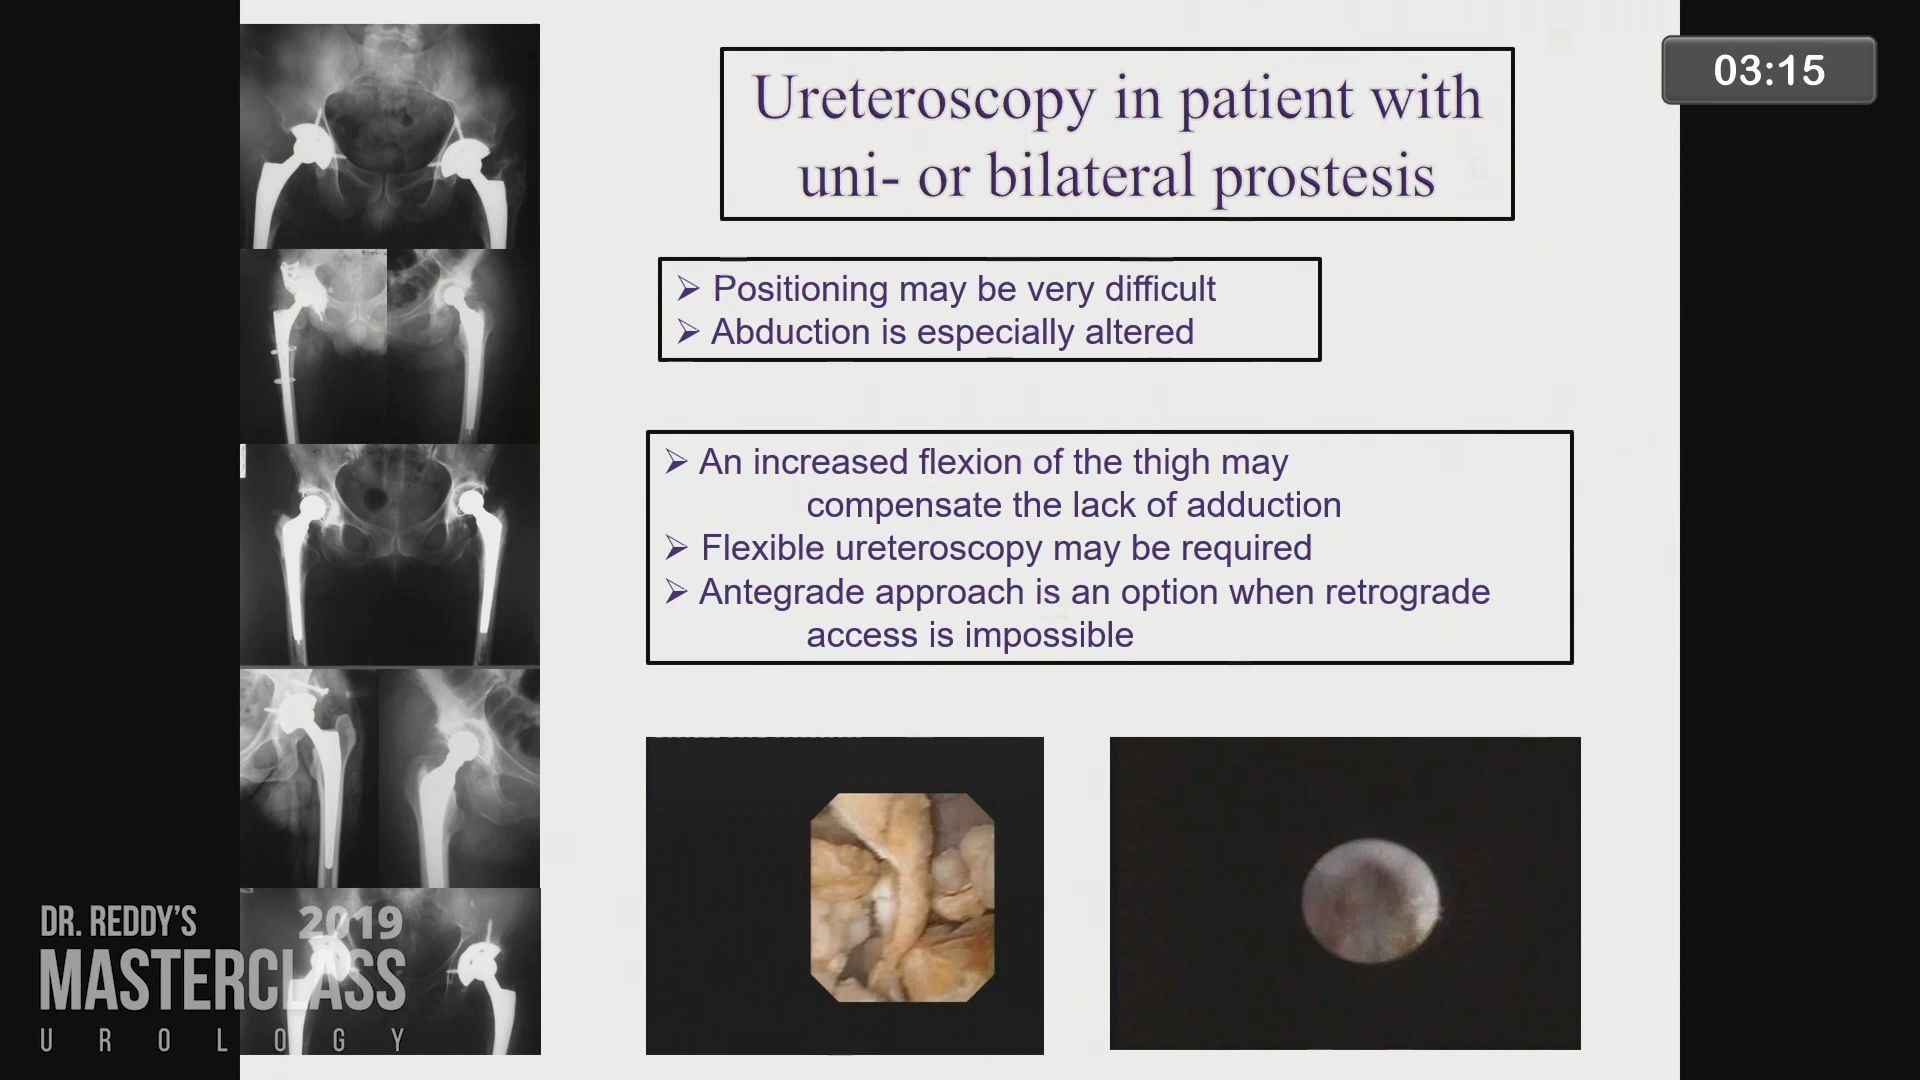 03:15
Ureteroscopy in patient with
uni- or bilateral prostesis
➢ Positioning may be very difficult
➢ Abduction is especially altered
➢ An increased flexion of the thigh may
compensate the lack of adduction
➢ Flexible ureteroscopy may be required
➢ Antegrade approach is an option when retrograde
access is impossible
DR. REDDY'S 2019
MASTERCLASS
UROLOGY